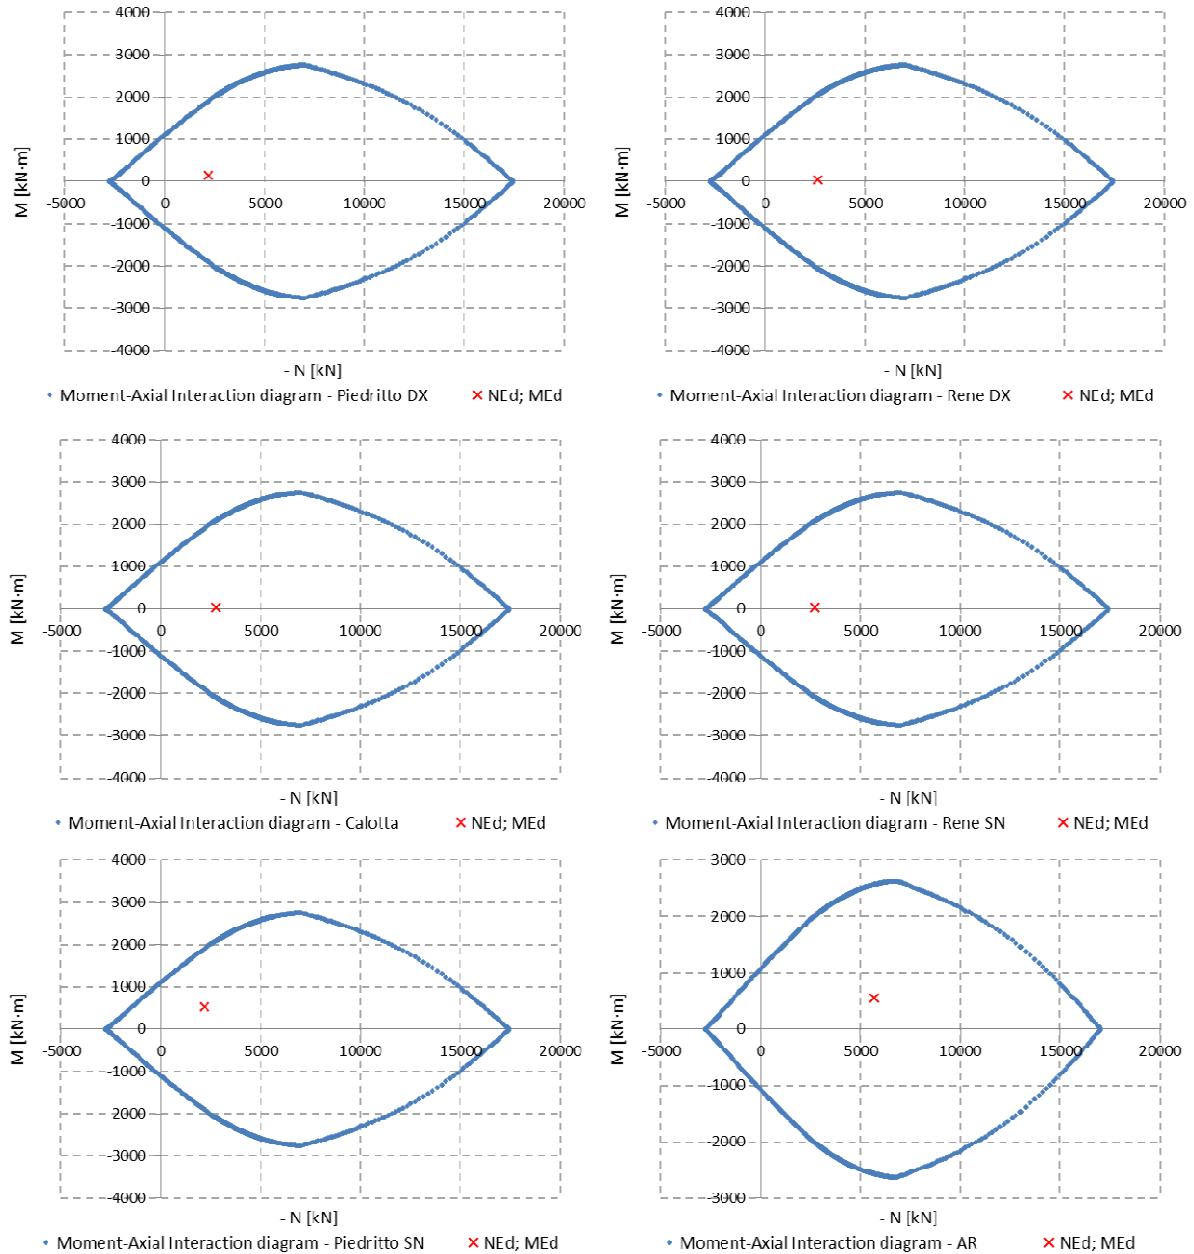 4000 4000
3000 3000
2000 2000
1000 1000
0 0
-5000 0 5000 10000 15000 20000 -5000 0 5000 10000 15000 20000
-1000 -1000
-2000 -2000
-3000 -3000
-4000 -4000
M [kN·m] M [kN·m]
- N [kN] - N [kN]
Moment-Axial Interaction diagram - Piedritto DX NEd; MEd Moment-Axial Interaction diagram - Rene DX NEd; MEd
4000 4000
3000 3000
2000 2000
1000 1000
0 0
-5000 0 5000 10000 15000 20000 -5000 0 5000 10000 15000 20000
-1000 -1000
-2000 -2000
-3000 -3000
-4000 -4000
M [kN·m] M [kN·m]
- N [kN] - N [kN]
Moment-Axial Interaction diagram - Calotta NEd; MEd Moment-Axial Interaction diagram - Rene SN NEd; MEd
4000 3000
3000 2000
2000 1000
1000 0
0 -5000 0 5000 10000 15000 20000
-5000 0 5000 10000 15000 20000
-1000 -1000
-2000 -2000
-3000 -3000
-4000
M [kN·m] M [kN·m]
- N [kN] - N [kN]
Moment-Axial Interaction diagram - Piedritto SN NEd; MEd Moment-Axial Interaction diagram - AR NEd; MEd